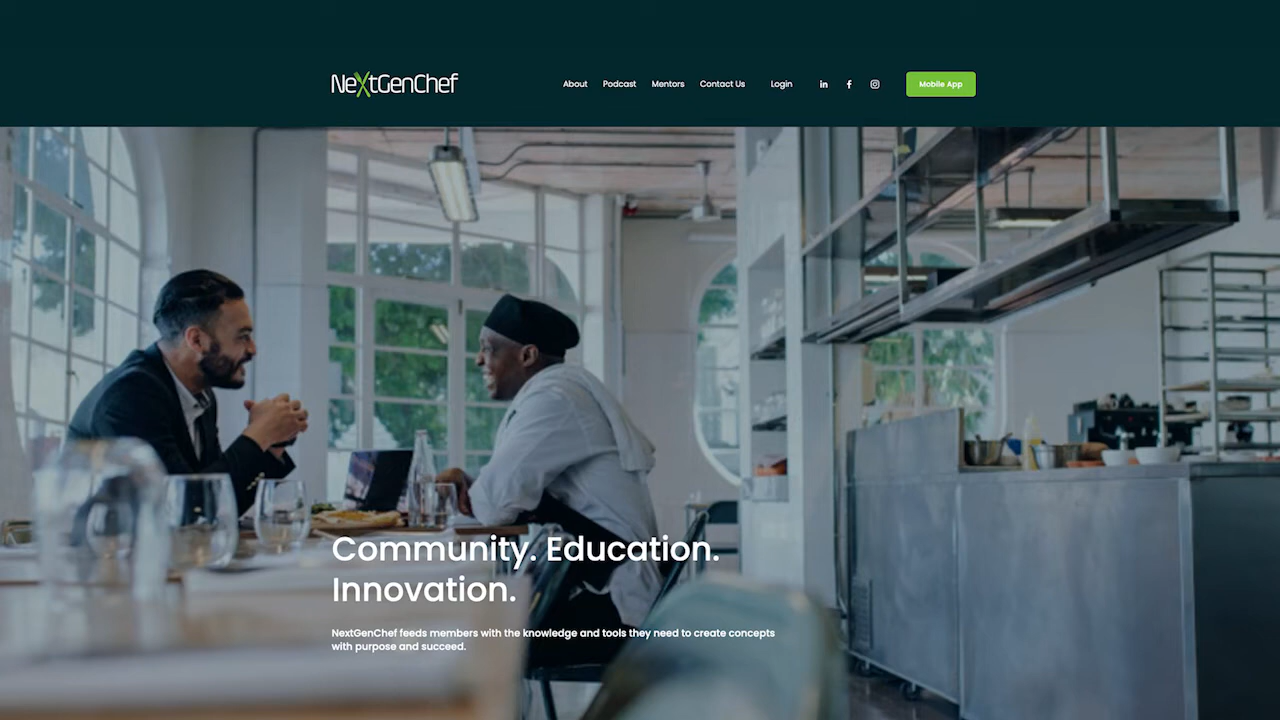 NeXtGenChef
About Podcast Mentors Contact Us Login Mobile App
Community. Education.
Innovation.
NextGenChef feeds members with the knowledge and tools they need to create concepts
with purpose and succeed.